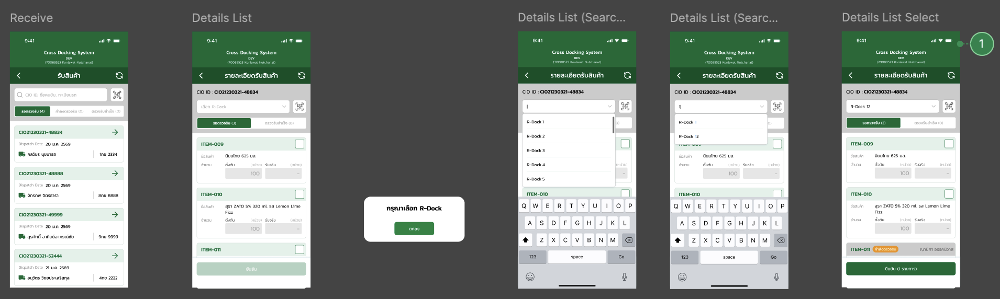 Receive
9:41
Cross Docking System
DEV
(70088523 Konlawat Nutchanat)
รับสินค้า
CIO ID, ชื่อคนขับ, ทะเบียนรถ
รอตรวจรับ (4) กำลังตรวจรับ (0) ตรวจรับสำเร็จ (0)
CIO21230321-48834
Dispatch Date 20 ม.ค. 2569
กลวัชร นุชนารถ 1กข 2334
CIO21230321-48888
Dispatch Date 20 ม.ค. 2569
จักรภพ จิตรธารา 8กข 8888
CIO21230321-49999
Dispatch Date 20 ม.ค. 2569
สุรศักดิ์ อาทิตย์อาภรณ์ชัย 9กข 9999
CIO21230321-52444
Dispatch Date 21 ม.ค. 2569
อนุวัตร วิชยประเสริฐกุล 4กข 2222
Details List
9:41
Cross Docking System
DEV
(70088523 Konlawat Nutchanat)
รายละเอียดรับสินค้า
CIO ID : CIO21230321-48834
เลือก R-Dock
รอตรวจรับ (3) ตรวจรับสำเร็จ (0)
ITEM-009
ชื่อสินค้า นิยมไทย 625 มล.
จำนวน ตั้งต้น (หน่วย) รับจริง (หน่วย)
100 -
ITEM-010
ชื่อสินค้า สุรา ZATO 5% 320 ml. รส Lemon Lime
Fizz
จำนวน ตั้งต้น (หน่วย) รับจริง (หน่วย)
100 -
ITEM-011
ยืนยัน
กรุณาเลือก R-Dock
ตกลง
Details List (Searc...
9:41
Cross Docking System
DEV
(70088523 Konlawat Nutchanat)
รายละเอียดรับสินค้า
CIO ID : CIO21230321-48834
R-Dock 1
0)
R-Dock 2
R-Dock 3
R-Dock 4
(หน่วย)
-
R-Dock 5
ITEM-010
Q W E R T Y U I O P
A S D F G H J K L
Z X C V B N M
123 space Go
Details List (Searc...
9:41
Cross Docking System
DEV
(70088523 Konlawat Nutchanat)
รายละเอียดรับสินค้า
CIO ID : CIO21230321-48834
1
R-Dock 1
0)
R-Dock 12
ITEM-009
ชื่อสินค้า นิยมไทย 625 มล.
จำนวน ตั้งต้น (หน่วย) รับจริง (หน่วย)
100 -
ITEM-010
Q W E R T Y U I O P
A S D F G H J K L
Z X C V B N M
123 space Go
Details List Select
9:41
1
Cross Docking System
DEV
(70088523 Konlawat Nutchanat)
รายละเอียดรับสินค้า
CIO ID : CIO21230321-48834
R-Dock 12
รอตรวจรับ (3) ตรวจรับสำเร็จ (0)
ITEM-009
ชื่อสินค้า นิยมไทย 625 มล.
จำนวน ตั้งต้น (หน่วย) รับจริง (หน่วย)
100 -
ITEM-010
ชื่อสินค้า สุรา ZATO 5% 320 ml. รส Lemon Lime
Fizz
จำนวน ตั้งต้น (หน่วย) รับจริง (หน่วย)
100 -
ITEM-011 กำลังตรวจรับ ญานิศา อรรคนิวาส
ยืนยัน (1 รายการ)